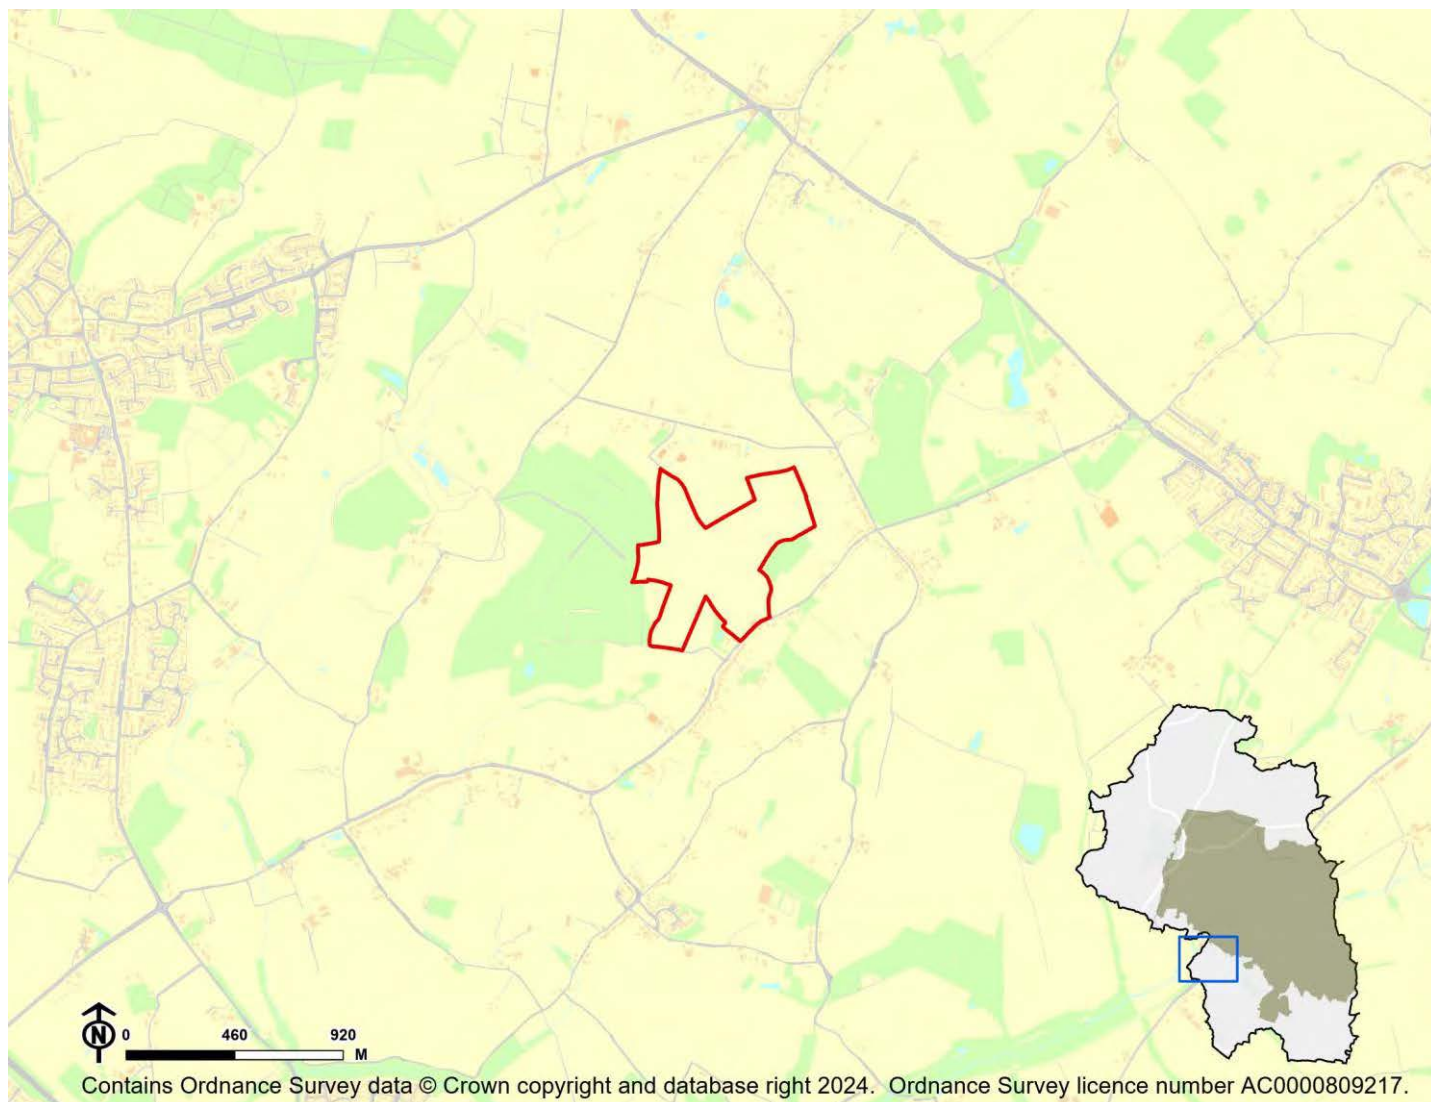 N 0 460 920
M
Contains Ordnance Survey data © Crown copyright and database right 2024. Ordnance Survey licence number AC0000809217.